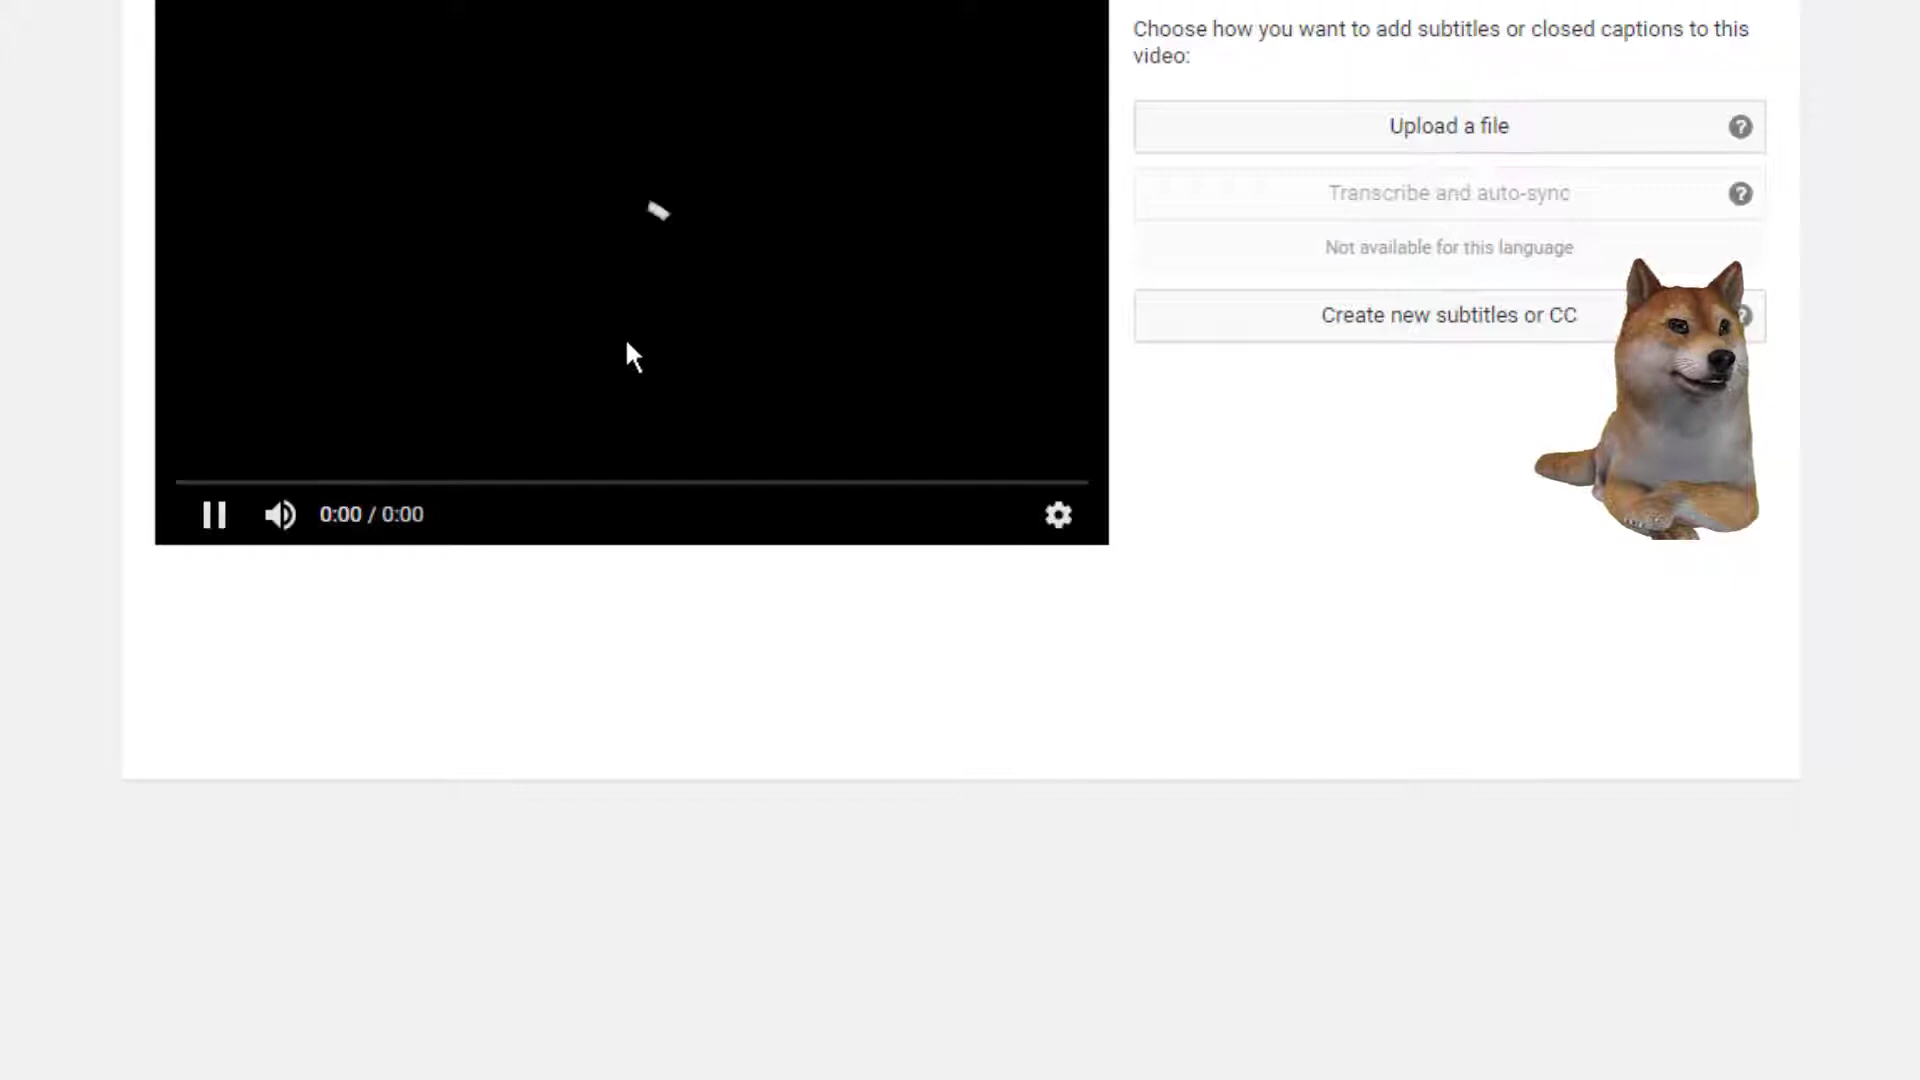 Choose how you want to add subtitles or closed captions to this
video:
Upload a file
?
Transcribe and auto-sync
?
Not available for this language
Create new subtitles or CC
?
0:00 / 0:00